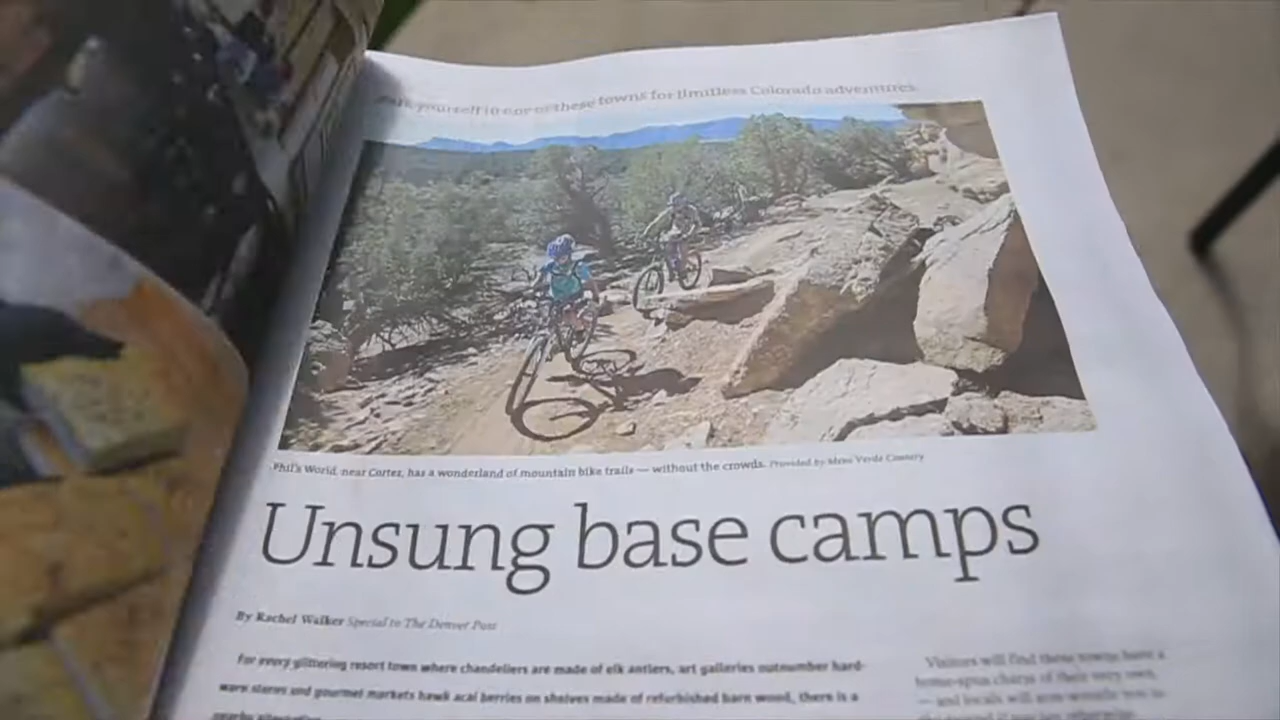 yourself in one of these towns for limitless Colorado adventures.
Phil's World, near Cortez, has a wonderland of mountain bike trails — without the crowds. Provided by Mesa Verde Country
Unsung base camps
By Rachel Walker Special to The Denver Post
For every glittering resort town where chandeliers are made of elk antlers, art galleries outnumber hard-
ware stores and gourmet markets hawk acai berries on shelves made of refurbished barn wood, there is a
nearby
Visitors will find these towns have a
home-spun charm of their very own
— and locals will